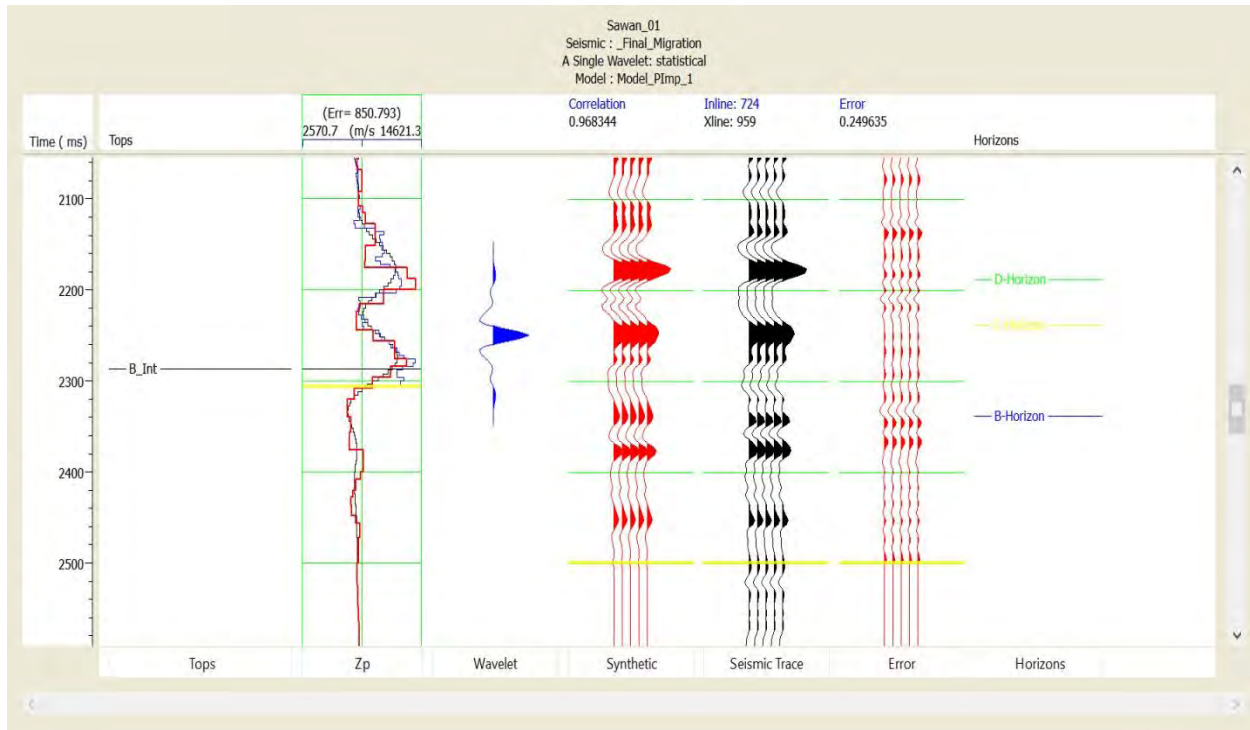 Sawan_01
Seismic : _Final_Migration
A Single Wavelet: statistical
Model : Model_PImp_1
Time ( ms)
Tops
(Err= 850.793)
2570.7 (m/s 14621.3
Correlation
0.968344
Inline: 724
Xline: 959
Error
0.249635
Horizons
2100
2200
2300
2400
2500
B_Int
D-Horizon
B-Horizon
Tops
Zp
Wavelet
Synthetic
Seismic Trace
Error
Horizons